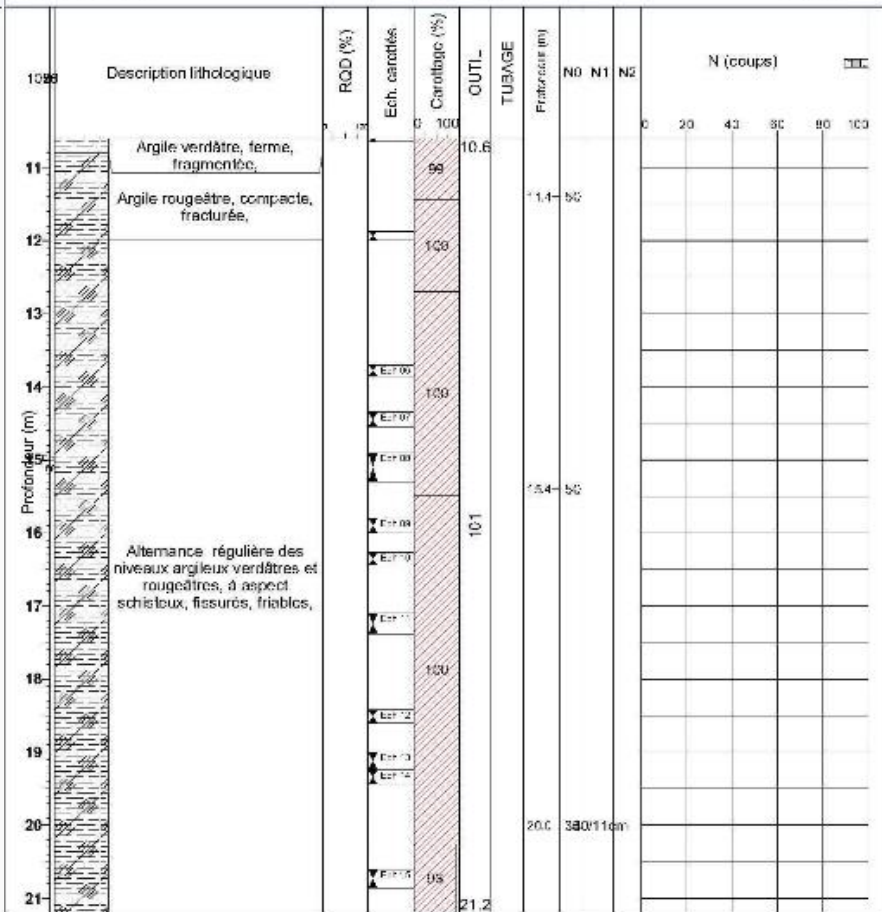 Description lithologique
RQD (%)
Ech. carottés
Carottage (%)
OUTIL
TUBAGE
Profondeur (m)
N0 N1 N2
N (coups)
0 100
0 20 40 60 80 100
Profondeur (m)
11
12
13
14
15
16
17
18
19
20
21
Argile verdâtre, ferme,
fragmentée,
Argile rougeâtre, compacte,
fracturée,
Alternance régulière des
niveaux argileux verdâtres et
rougeâtres, à aspect
schisteux, fissurés, friables,
Ech 06
Ech 07
Ech 08
Ech 09
Ech 10
Ech 11
Ech 12
Ech 13
Ech 14
Ech 15
99
100
100
100
10.6
101
21.2
11.4 50
15.4 50
20.0